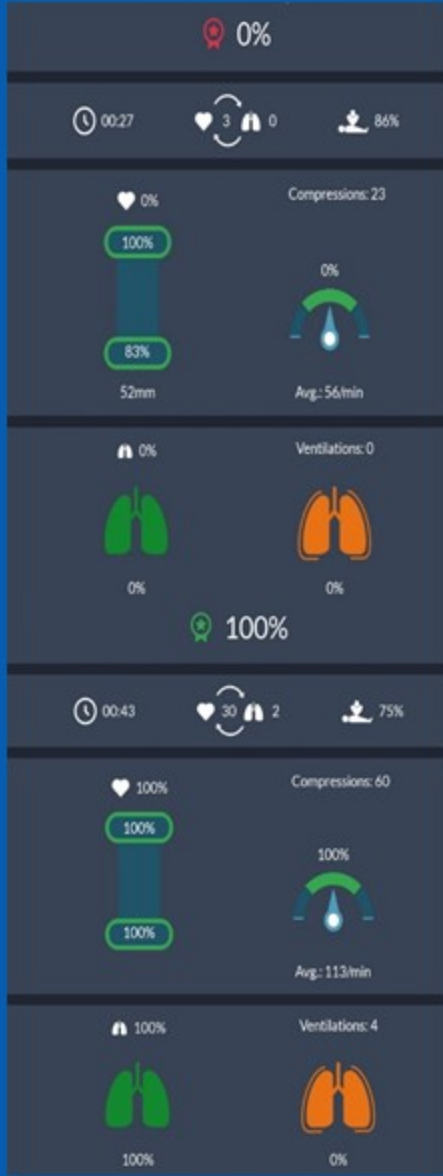 0%
00:27 3 0 86%
0% Compressions: 23
100% 0%
83%
52mm Avg.: 56/min
0% Ventilations: 0
0% 0%
100%
00:43 30 2 75%
100% Compressions: 60
100% 100%
100%
Avg.: 113/min
100% Ventilations: 4
100% 0%